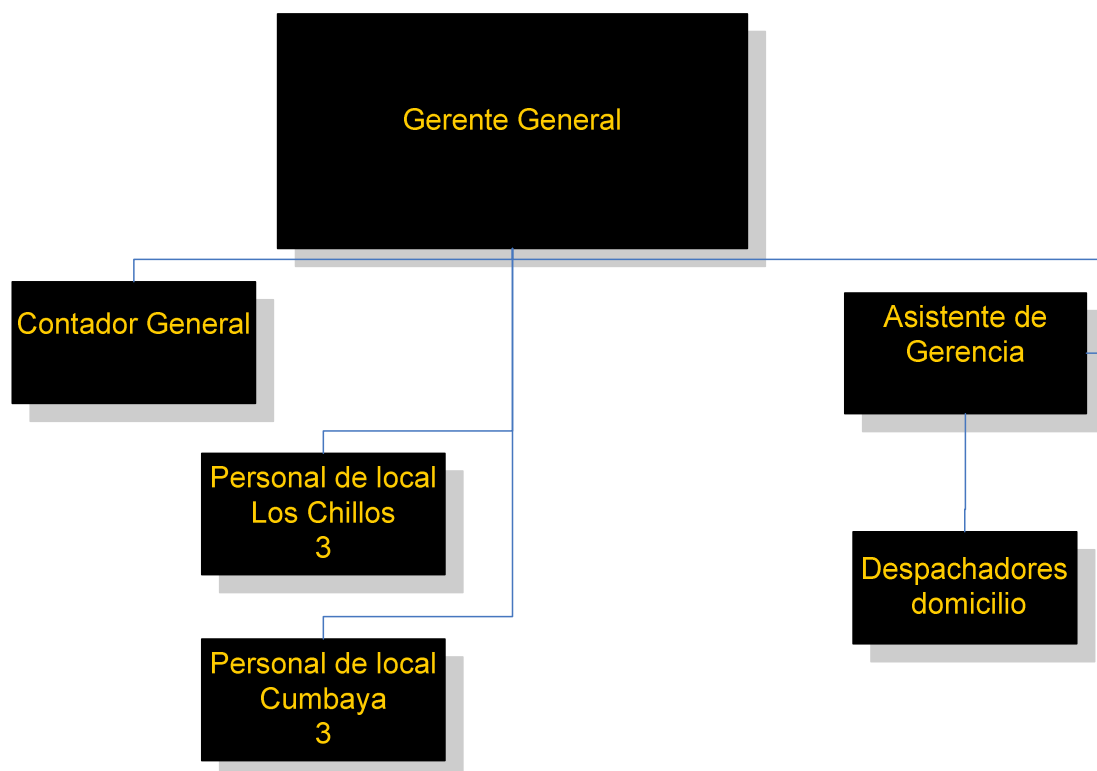 Gerente General
Contador General
Asistente de
Gerencia
Personal de local
Los Chillos
3
Despachadores
domicilio
Personal de local
Cumbaya
3